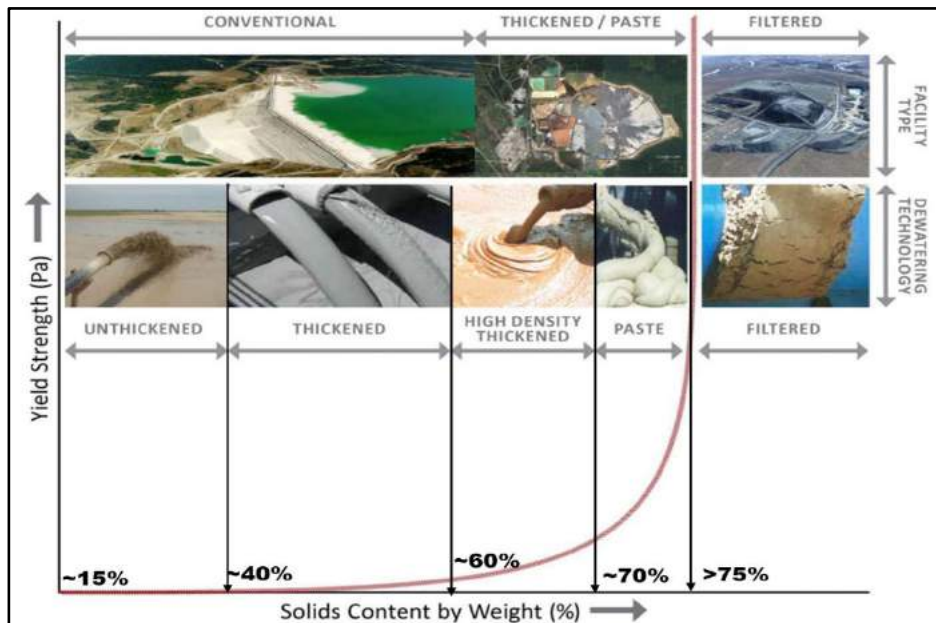 CONVENTIONAL
THICKENED / PASTE
FILTERED
FACILITY
TYPE
DEWATERING
TECHNOLOGY
UNTHICKENED
THICKENED
HIGH DENSITY
THICKENED
PASTE
FILTERED
Yield Strength (Pa)
~15%
~40%
~60%
~70%
>75%
Solids Content by Weight (%)